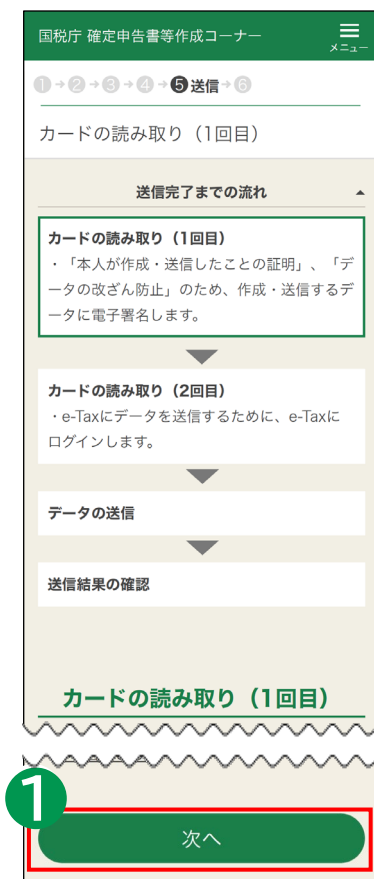 国税庁 確定申告書等作成コーナー
メニュー
1→2→3→4→5送信→6
カードの読み取り（1回目）
送信完了までの流れ
カードの読み取り（1回目）
・「本人が作成・送信したことの証明」、「デ
ータの改ざん防止」のため、作成・送信するデ
ータに電子署名します。
カードの読み取り（2回目）
・e-Taxにデータを送信するために、e-Taxに
ログインします。
データの送信
送信結果の確認
カードの読み取り（1回目）
1
次へ